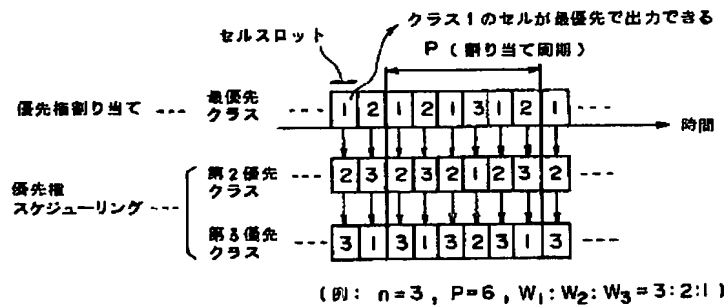 クラス1のセルが最優先で出力できる
セルスロット
P (割り当て周期)
優先権割り当て --- 最優先クラス --- 1 2 1 2 1 3 1 2 1 ---
時間
優先権スケジューリング --- 第2優先クラス --- 2 3 2 3 2 1 2 3 2 ---
第3優先クラス --- 3 1 3 1 3 2 3 1 3 ---
(例: n=3, P=6, W1:W2:W3=3:2:1)